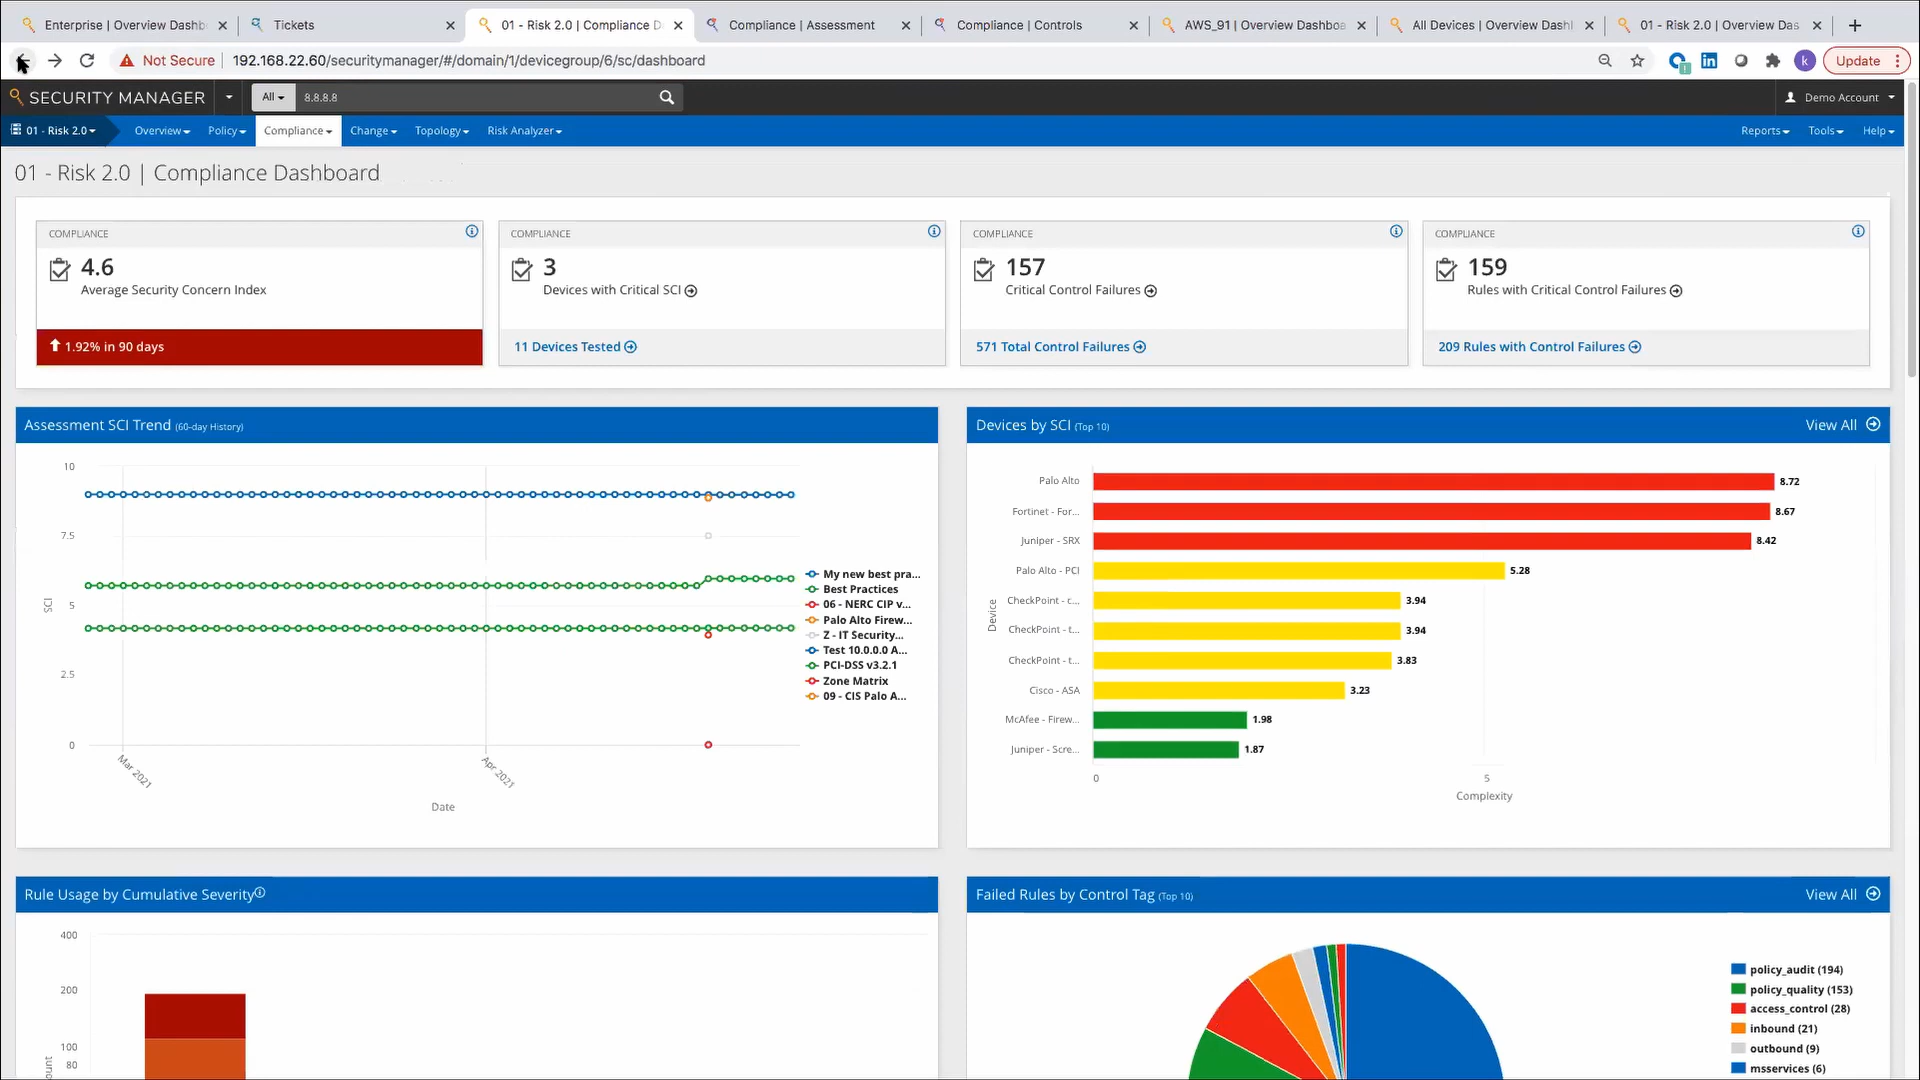 Enterprise | Overview Dashb
Tickets
01 - Risk 2.0 | Compliance D
Compliance | Assessment
Compliance | Controls
AWS_91 | Overview Dashboa
All Devices | Overview Dash
01 - Risk 2.0 | Overview Das
Not Secure
192.168.22.60/securitymanager/#/domain/1/devicegroup/6/sc/dashboard
k
Update
SECURITY MANAGER
All
8.8.8.8
Demo Account
01 - Risk 2.0
Overview
Policy
Compliance
Change
Topology
Risk Analyzer
Reports
Tools
Help
01 - Risk 2.0 | Compliance Dashboard
COMPLIANCE
4.6
Average Security Concern Index
1.92% in 90 days
COMPLIANCE
3
Devices with Critical SCI
11 Devices Tested
COMPLIANCE
157
Critical Control Failures
571 Total Control Failures
COMPLIANCE
159
Rules with Critical Control Failures
209 Rules with Control Failures
Assessment SCI Trend (60-day History)
10
7.5
5
2.5
0
SCI
Mar 2021
Apr 2021
Date
My new best pra...
Best Practices
06 - NERC CIP v...
Palo Alto Firew...
Z - IT Security...
Test 10.0.0.0 A...
PCI-DSS v3.2.1
Zone Matrix
09 - CIS Palo A...
Devices by SCI (Top 10)
View All
Device
Palo Alto 8.72
Fortinet - For... 8.67
Juniper - SRX 8.42
Palo Alto - PCI 5.28
CheckPoint - c... 3.94
CheckPoint - t... 3.94
CheckPoint - t... 3.83
Cisco - ASA 3.23
McAfee - Firew... 1.98
Juniper - Scre... 1.87
0
5
Complexity
Rule Usage by Cumulative Severity
400
200
100
80
Failed Rules by Control Tag (Top 10)
View All
policy_audit (194)
policy_quality (153)
access_control (28)
inbound (21)
outbound (9)
msservices (6)